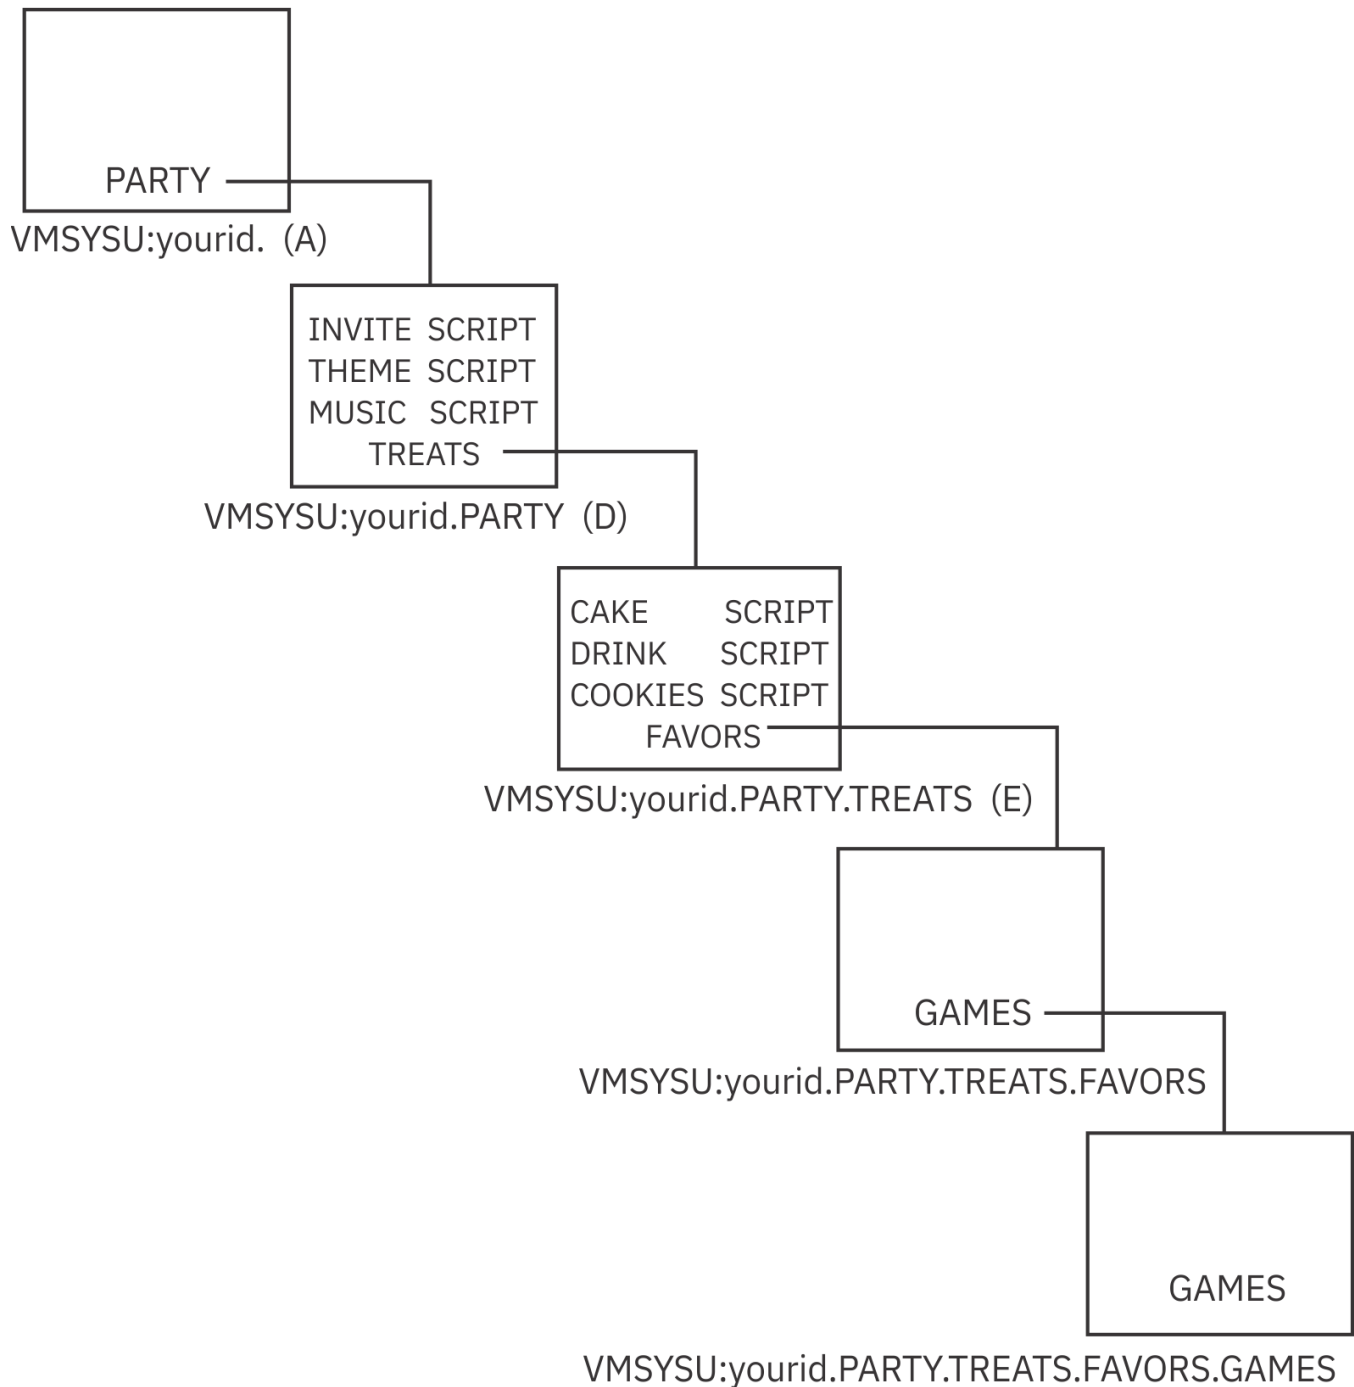 PARTY
VMSYSU:yourid. (A)
INVITE SCRIPT
THEME SCRIPT
MUSIC SCRIPT
TREATS
VMSYSU:yourid.PARTY (D)
CAKE SCRIPT
DRINK SCRIPT
COOKIES SCRIPT
FAVORS
VMSYSU:yourid.PARTY.TREATS (E)
GAMES
VMSYSU:yourid.PARTY.TREATS.FAVORS
GAMES
VMSYSU:yourid.PARTY.TREATS.FAVORS.GAMES